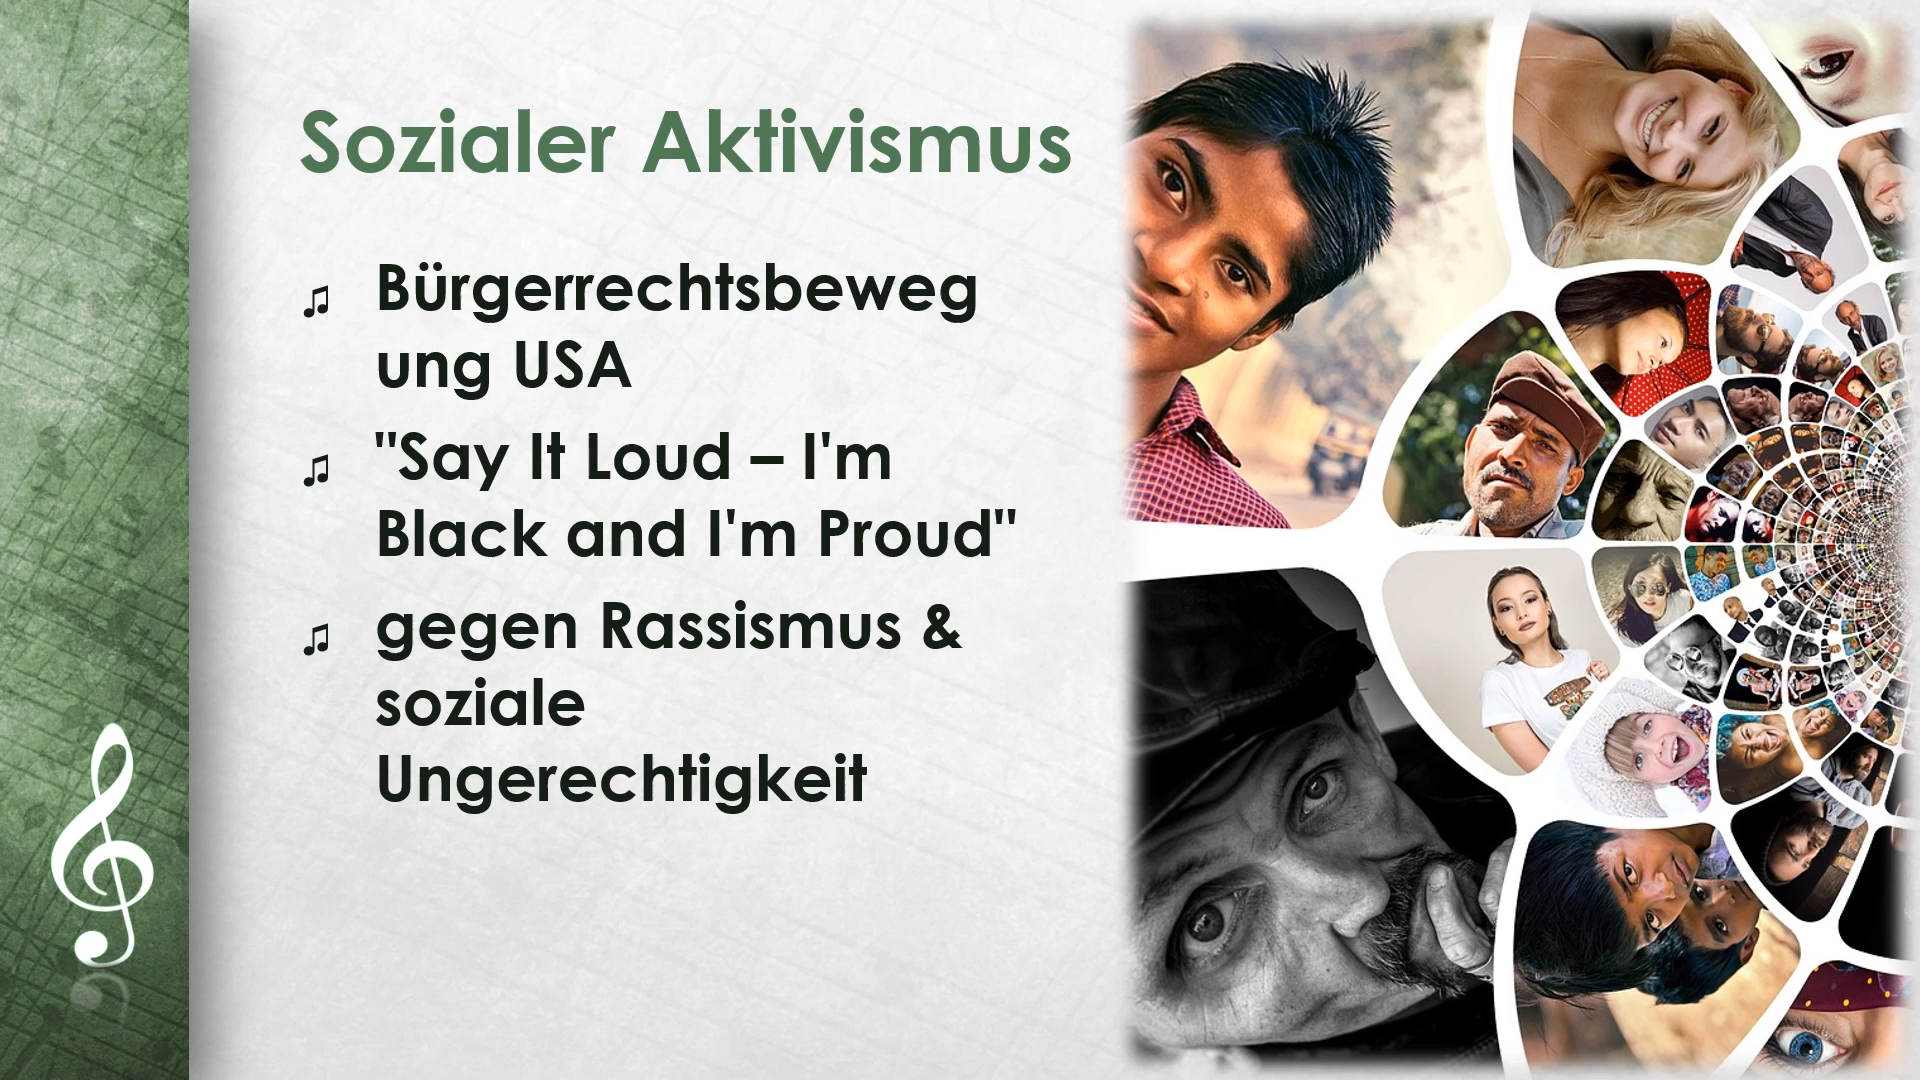 Sozialer Aktivismus
♫ Bürgerrechtsbeweg
ung USA
♫ "Say It Loud – I'm
Black and I'm Proud"
♫ gegen Rassismus &
soziale
Ungerechtigkeit